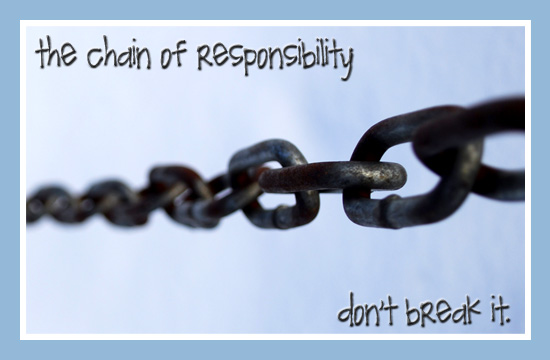 the chain of Responsibility
don't break it.